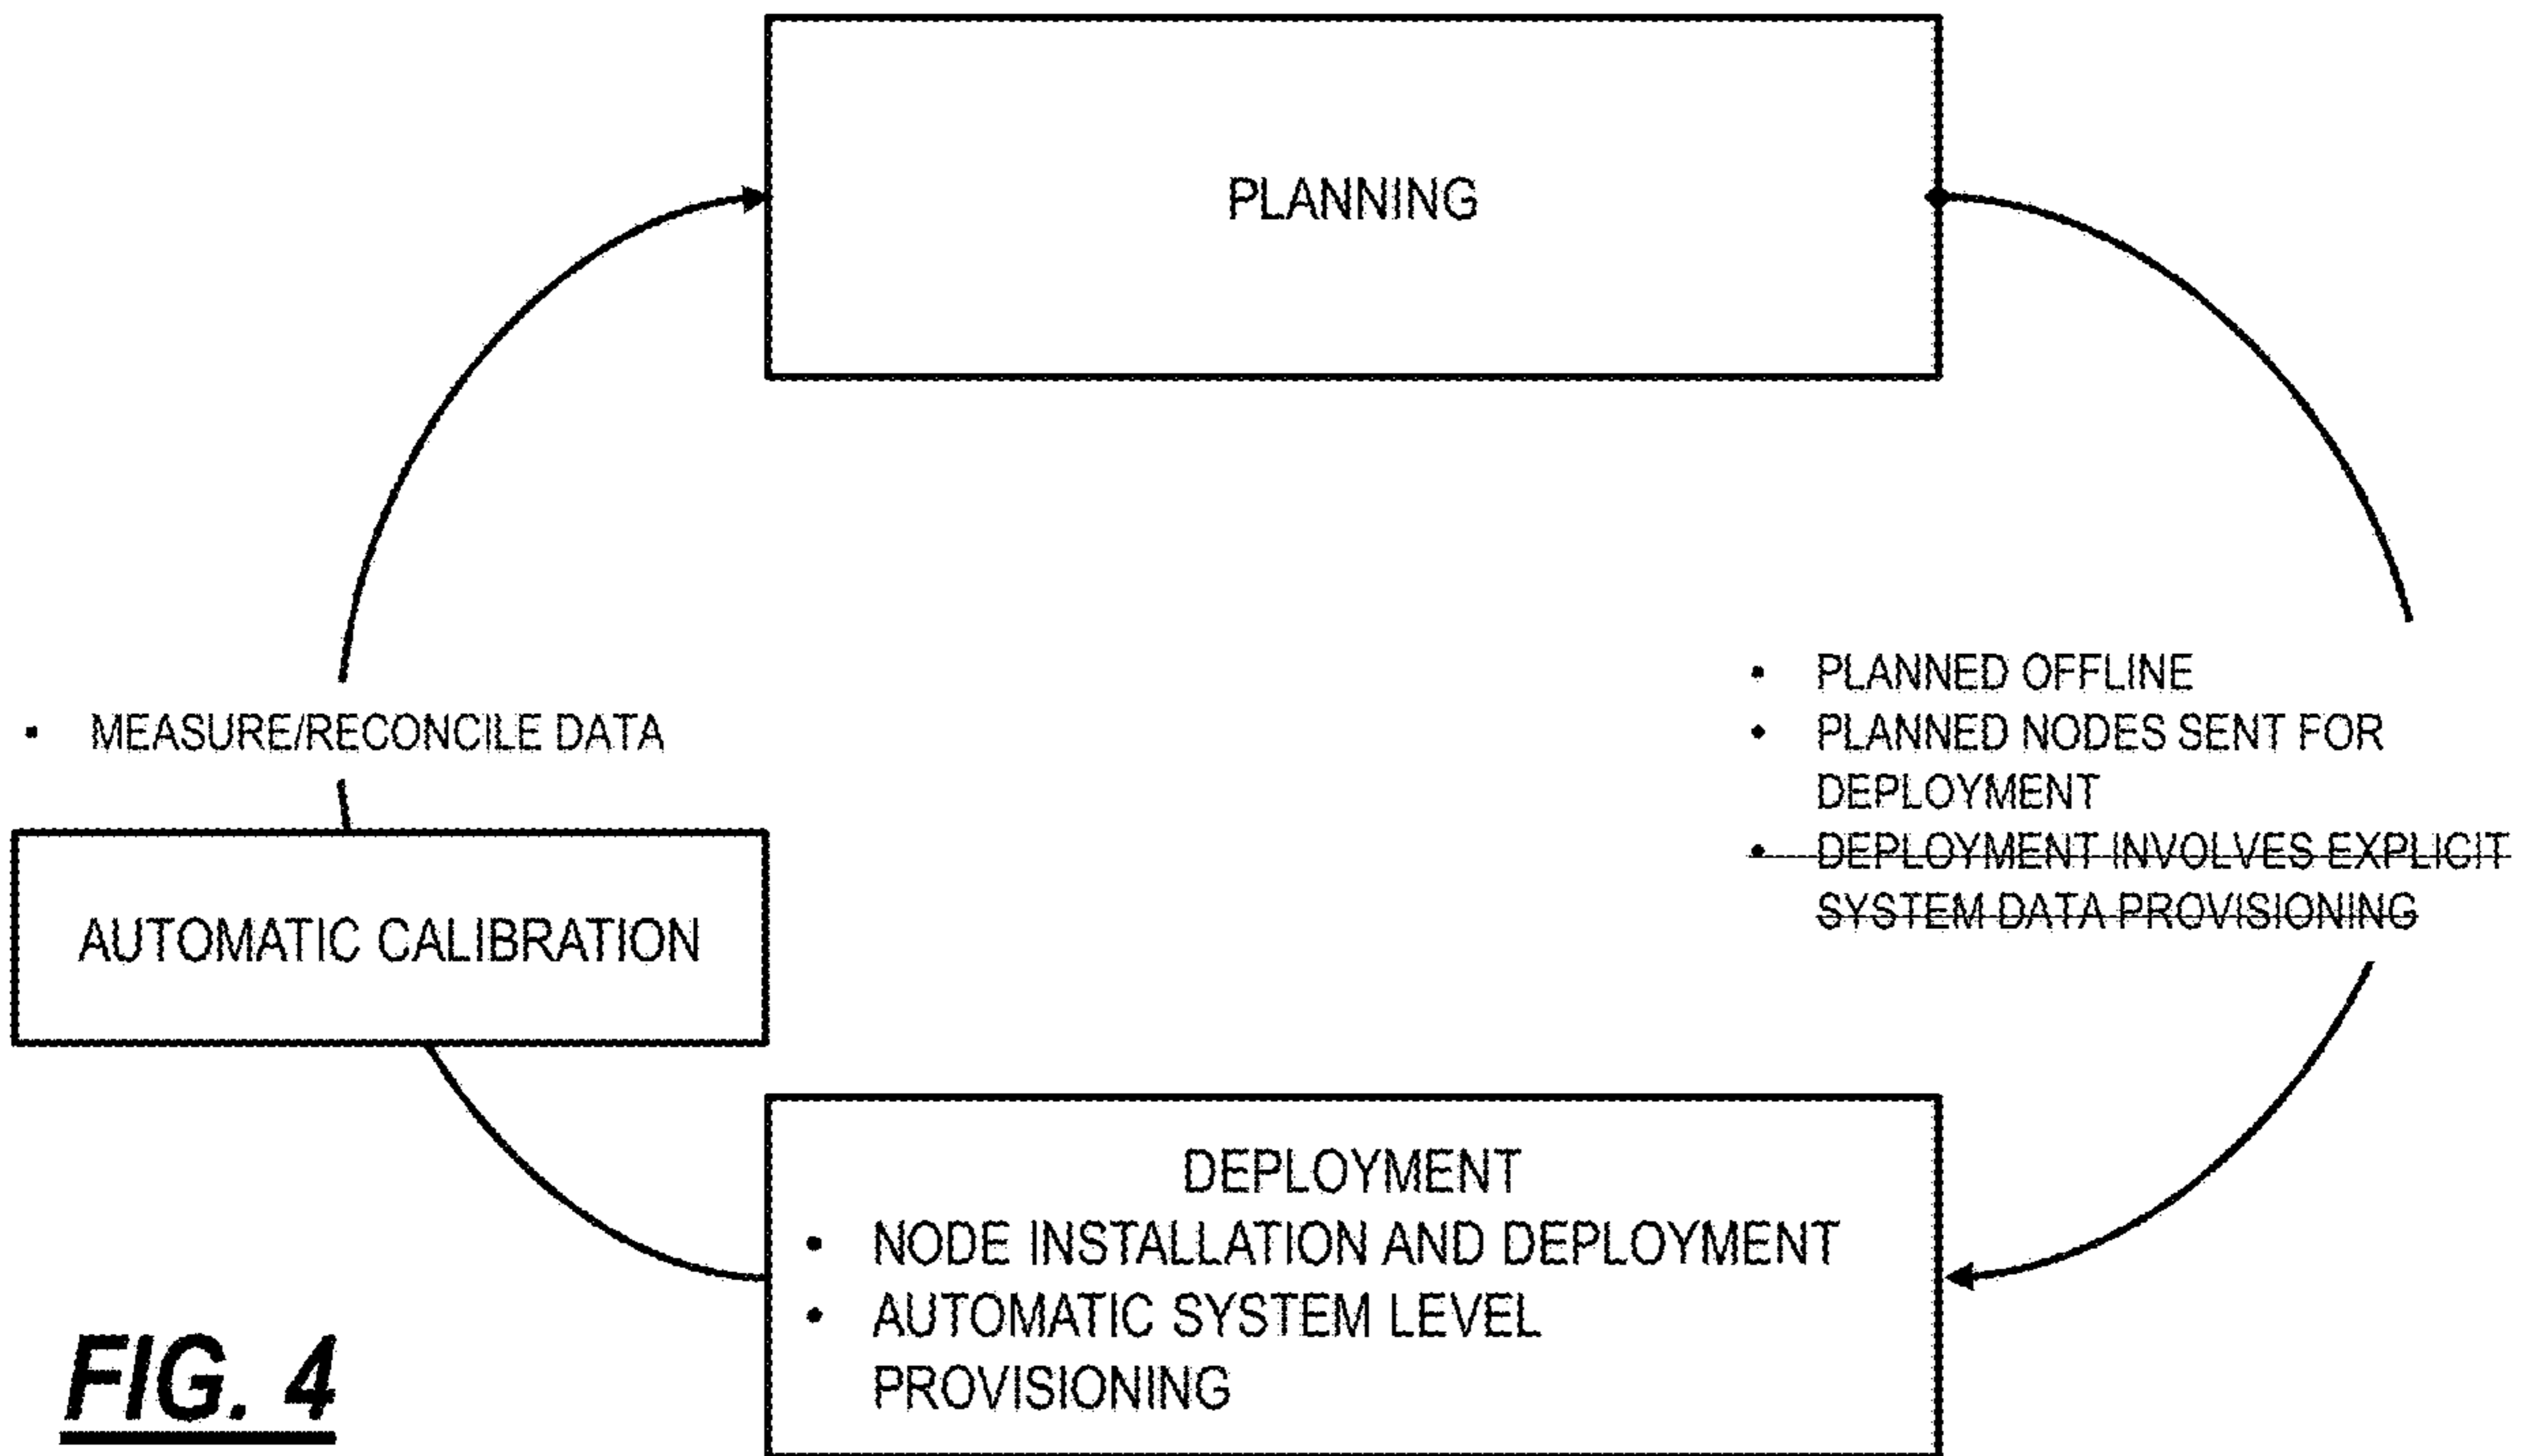 PLANNING
• PLANNED OFFLINE
• PLANNED NODES SENT FOR
DEPLOYMENT
• DEPLOYMENT INVOLVES EXPLICIT
SYSTEM DATA PROVISIONING
• MEASURE/RECONCILE DATA
AUTOMATIC CALIBRATION
DEPLOYMENT
• NODE INSTALLATION AND DEPLOYMENT
• AUTOMATIC SYSTEM LEVEL
PROVISIONING
FIG. 4